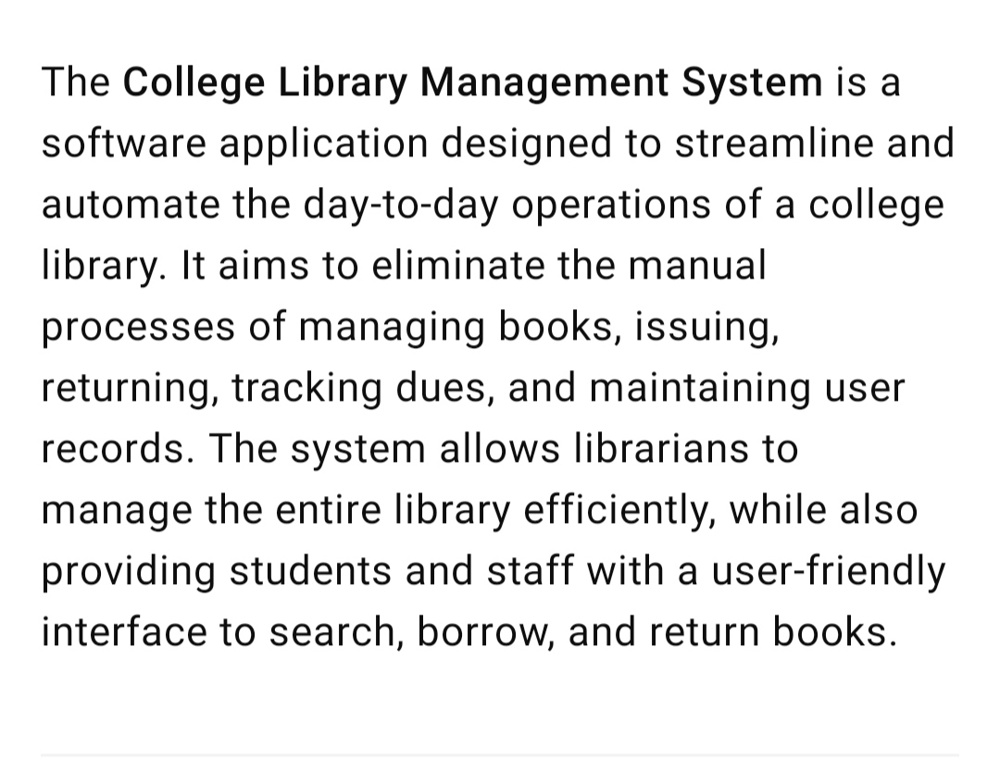 The College Library Management System is a
software application designed to streamline and
automate the day-to-day operations of a college
library. It aims to eliminate the manual
processes of managing books, issuing,
returning, tracking dues, and maintaining user
records. The system allows librarians to
manage the entire library efficiently, while also
providing students and staff with a user-friendly
interface to search, borrow, and return books.